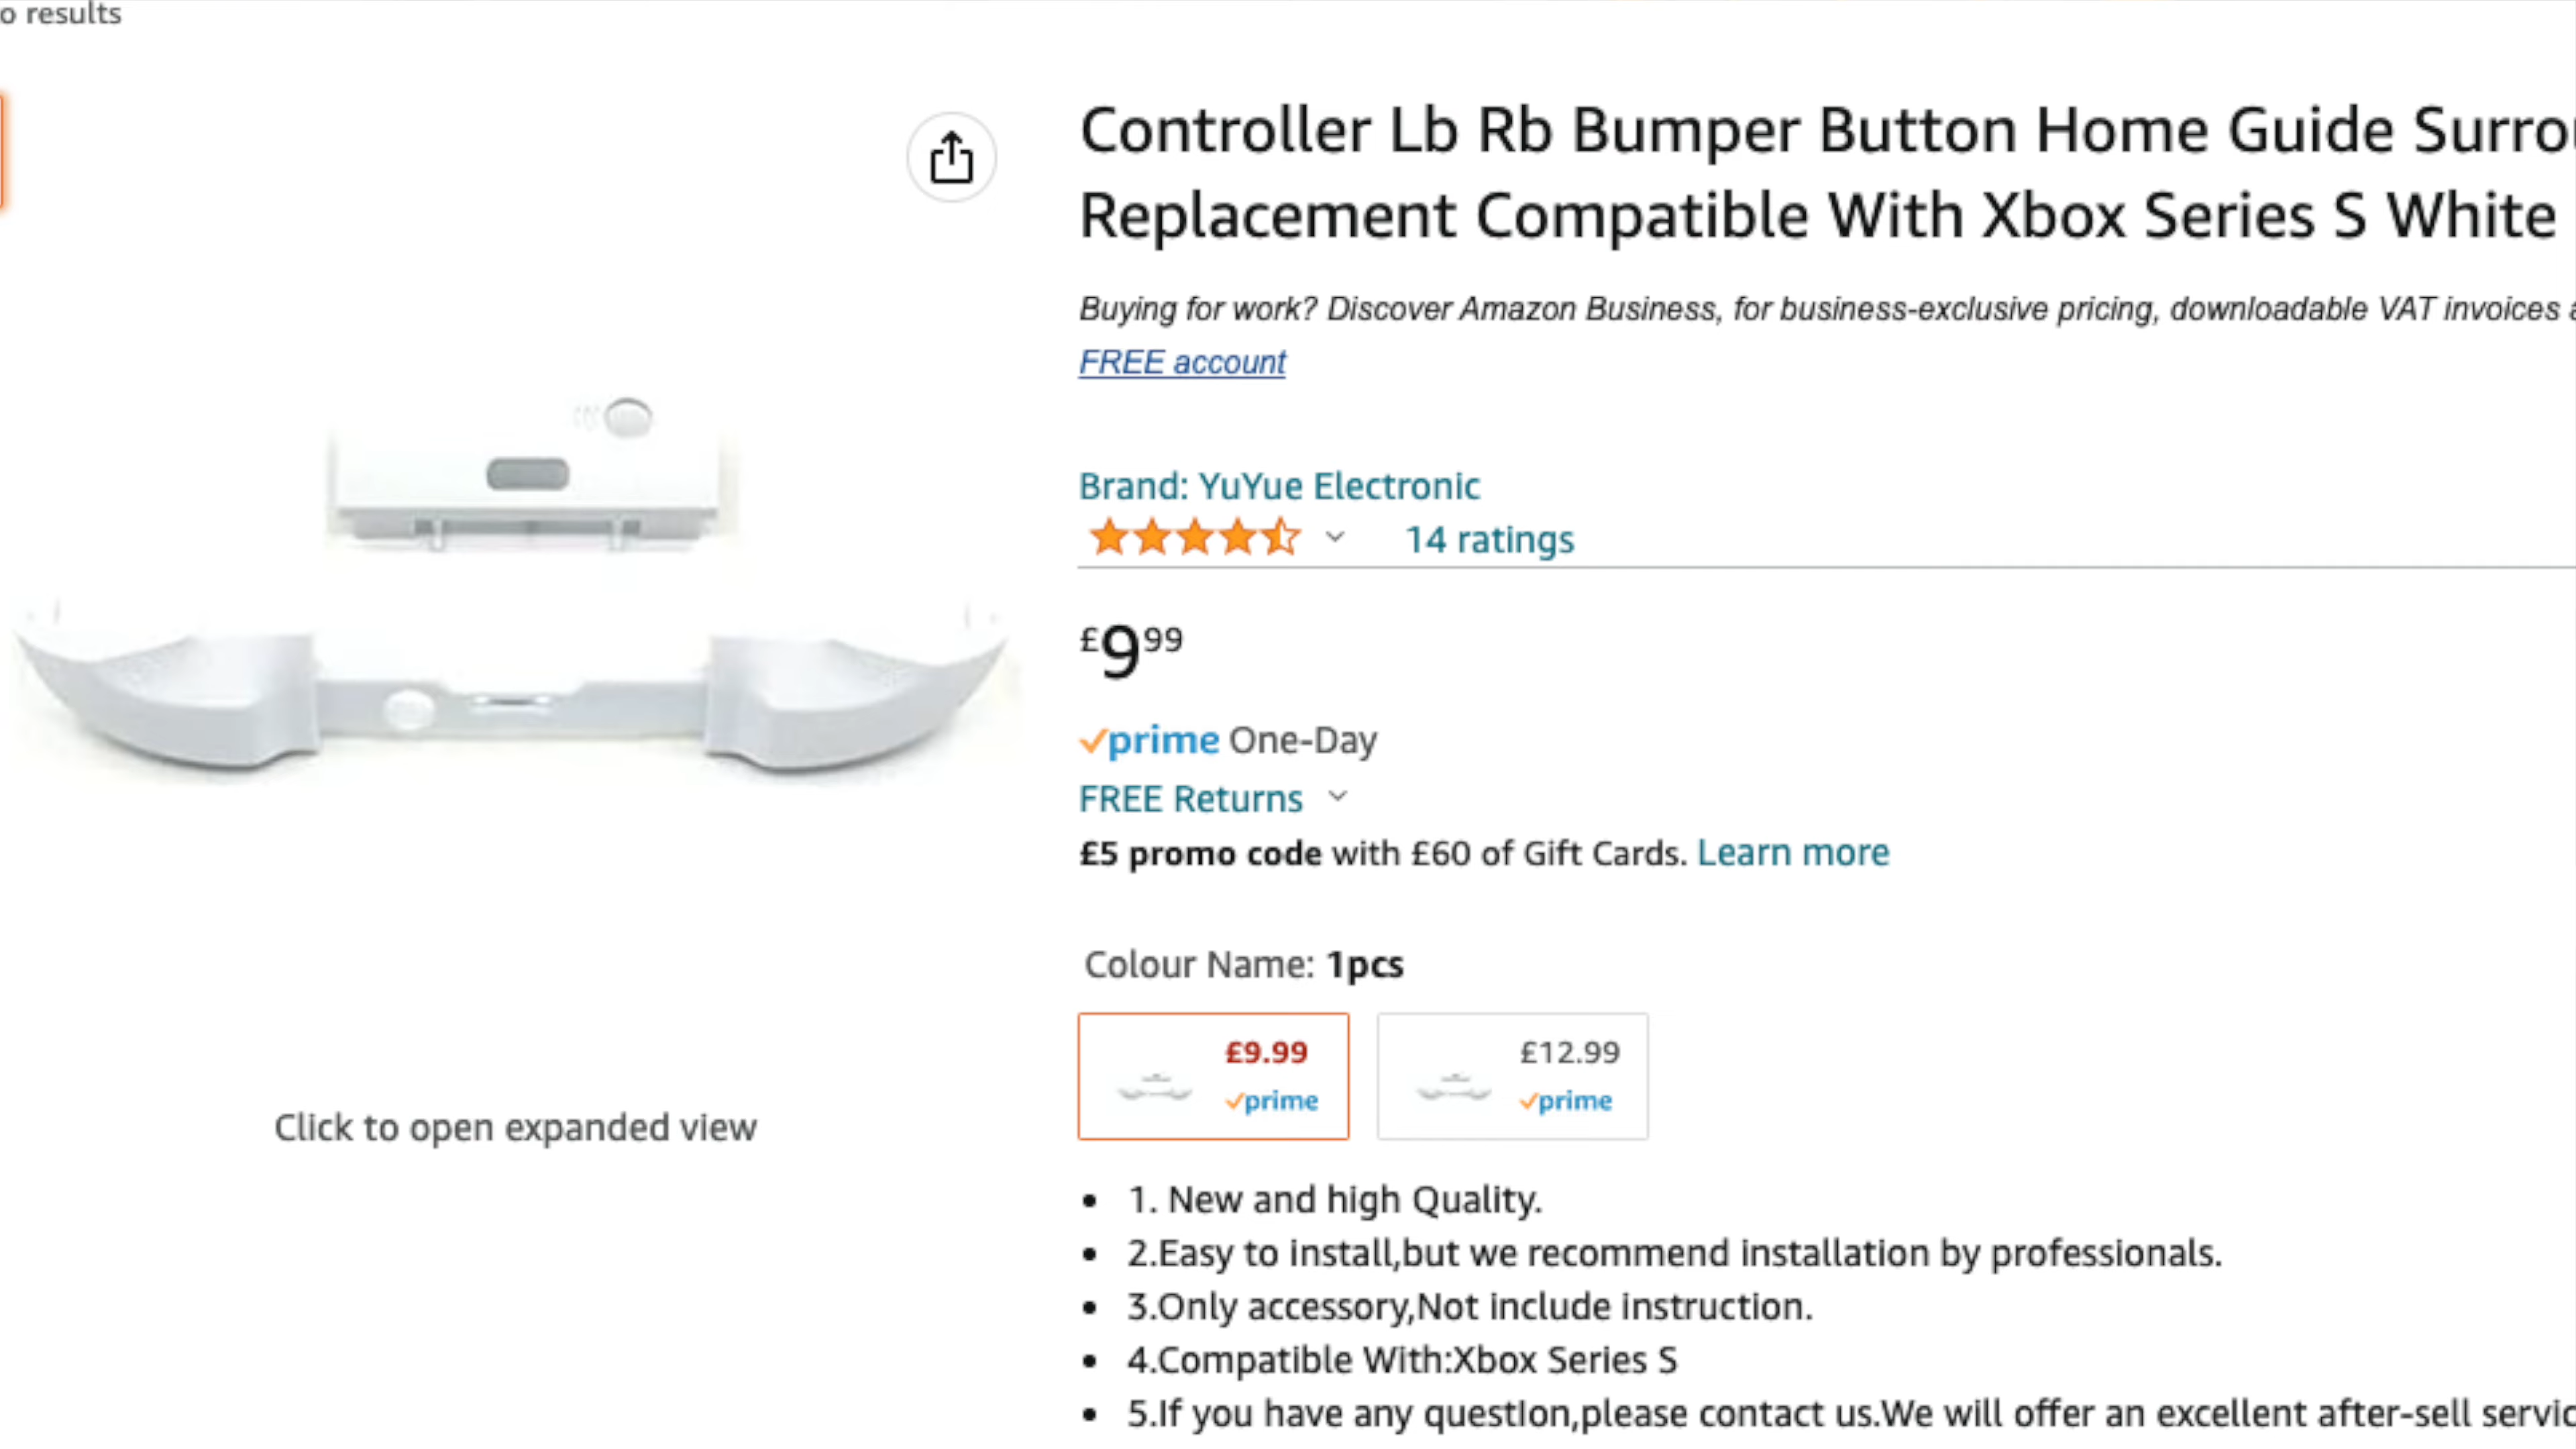 o results
Controller Lb Rb Bumper Button Home Guide Surro
Replacement Compatible With Xbox Series S White
Buying for work? Discover Amazon Business, for business-exclusive pricing, downloadable VAT invoices a
FREE account
Brand: YuYue Electronic
14 ratings
£9.99
prime One-Day
FREE Returns
£5 promo code with £60 of Gift Cards. Learn more
Colour Name: 1pcs
£9.99
prime
£12.99
prime
Click to open expanded view
• 1. New and high Quality.
• 2.Easy to install,but we recommend installation by professionals.
• 3.Only accessory,Not include instruction.
• 4.Compatible With:Xbox Series S
• 5.If you have any questIon,please contact us.We will offer an excellent after-sell servic